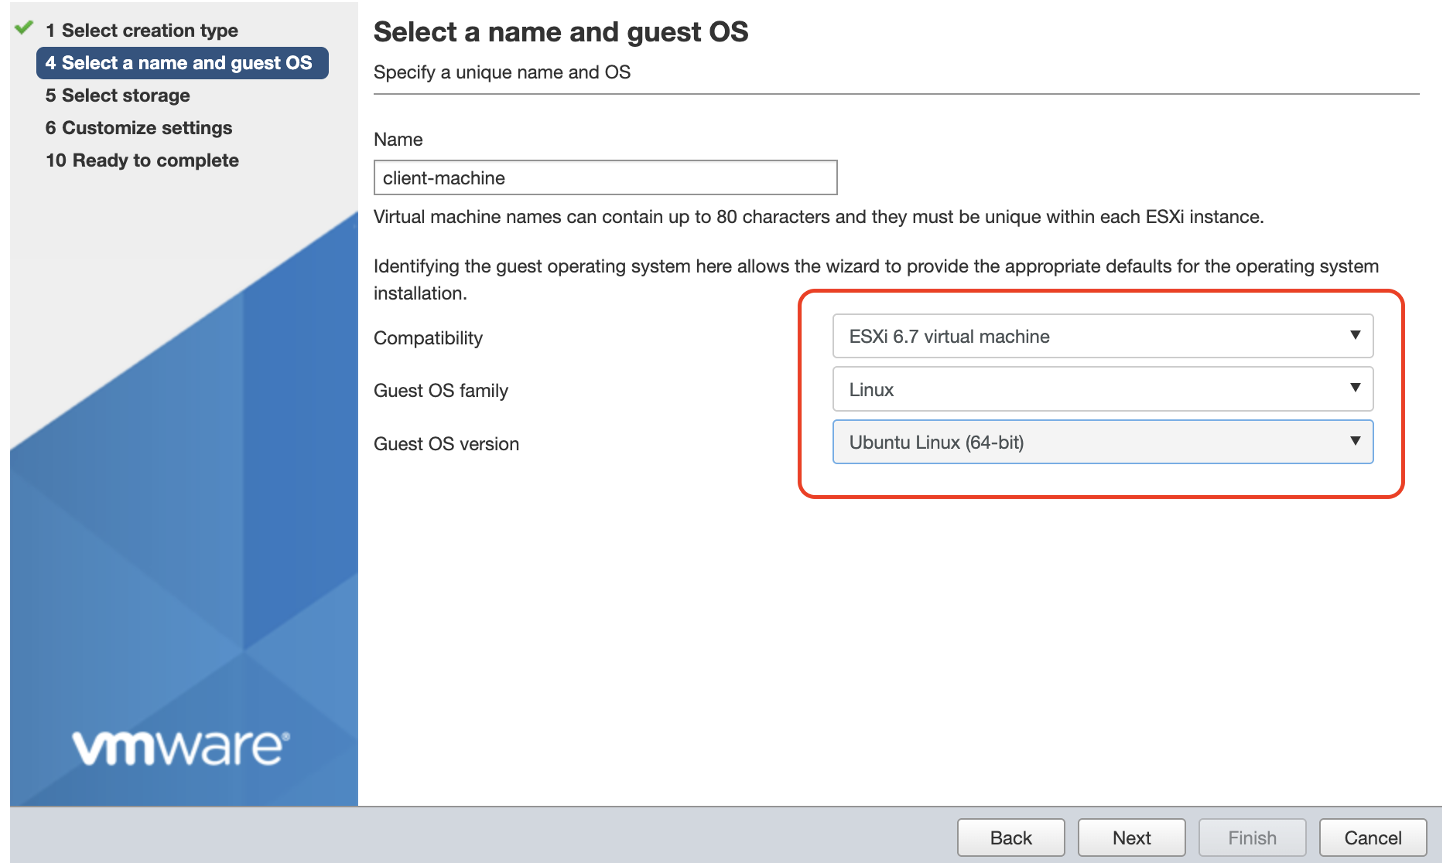 1 Select creation type
4 Select a name and guest OS
5 Select storage
6 Customize settings
10 Ready to complete
vmware®
Select a name and guest OS
Specify a unique name and OS
Name
client-machine
Virtual machine names can contain up to 80 characters and they must be unique within each ESXi instance.
Identifying the guest operating system here allows the wizard to provide the appropriate defaults for the operating system
installation.
Compatibility
ESXi 6.7 virtual machine
Guest OS family
Linux
Guest OS version
Ubuntu Linux (64-bit)
Back
Next
Finish
Cancel